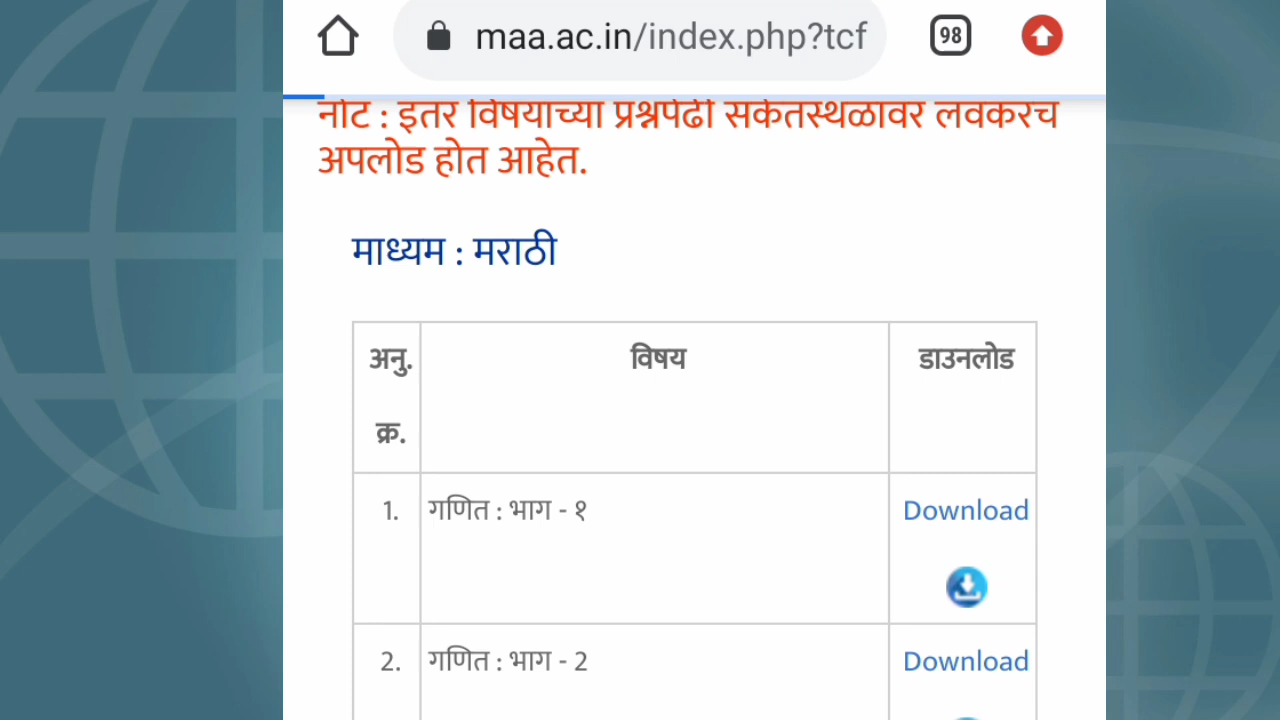 maa.ac.in/index.php?tcf
98
नोट : इतर विषयाच्या प्रश्नपेढी संकेतस्थळावर लवकरच
अपलोड होत आहेत.
माध्यम : मराठी
अनु. विषय डाउनलोड
क्र.
1. गणित : भाग - १ Download
2. गणित : भाग - 2 Download